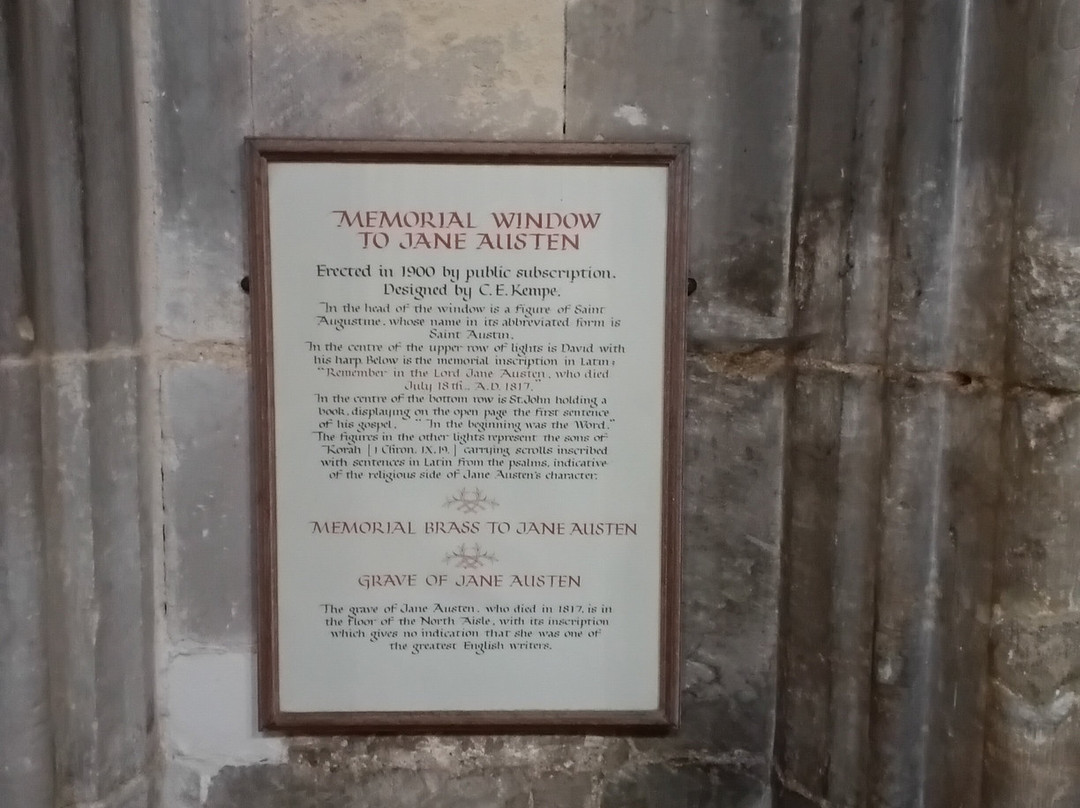 MEMORIAL WINDOW
TO JANE AUSTEN
Erected in 1900 by public subscription.
Designed by C. E. Kempe.
In the head of the window is a figure of Saint
Augustine, whose name in its abbreviated form is
Saint Austin.
In the centre of the upper row of lights is David with
his harp. Below is the memorial inscription in Latin:
"Remember in the Lord Jane Austen, who died
July 18th. A.D. 1817."
In the centre of the bottom row is St. John holding a
book, displaying on the open page the first sentence
of his gospel, "In the beginning was the Word."
The figures in the other lights represent the sons of
Korah [1 Chron. IX.19.] carrying scrolls inscribed
with sentences in Latin from the psalms, indicative
of the religious side of Jane Austen's character.
MEMORIAL BRASS TO JANE AUSTEN
GRAVE OF JANE AUSTEN
The grave of Jane Austen, who died in 1817, is in
the floor of the North Aisle, with its inscription
which gives no indication that she was one of
the greatest English writers.